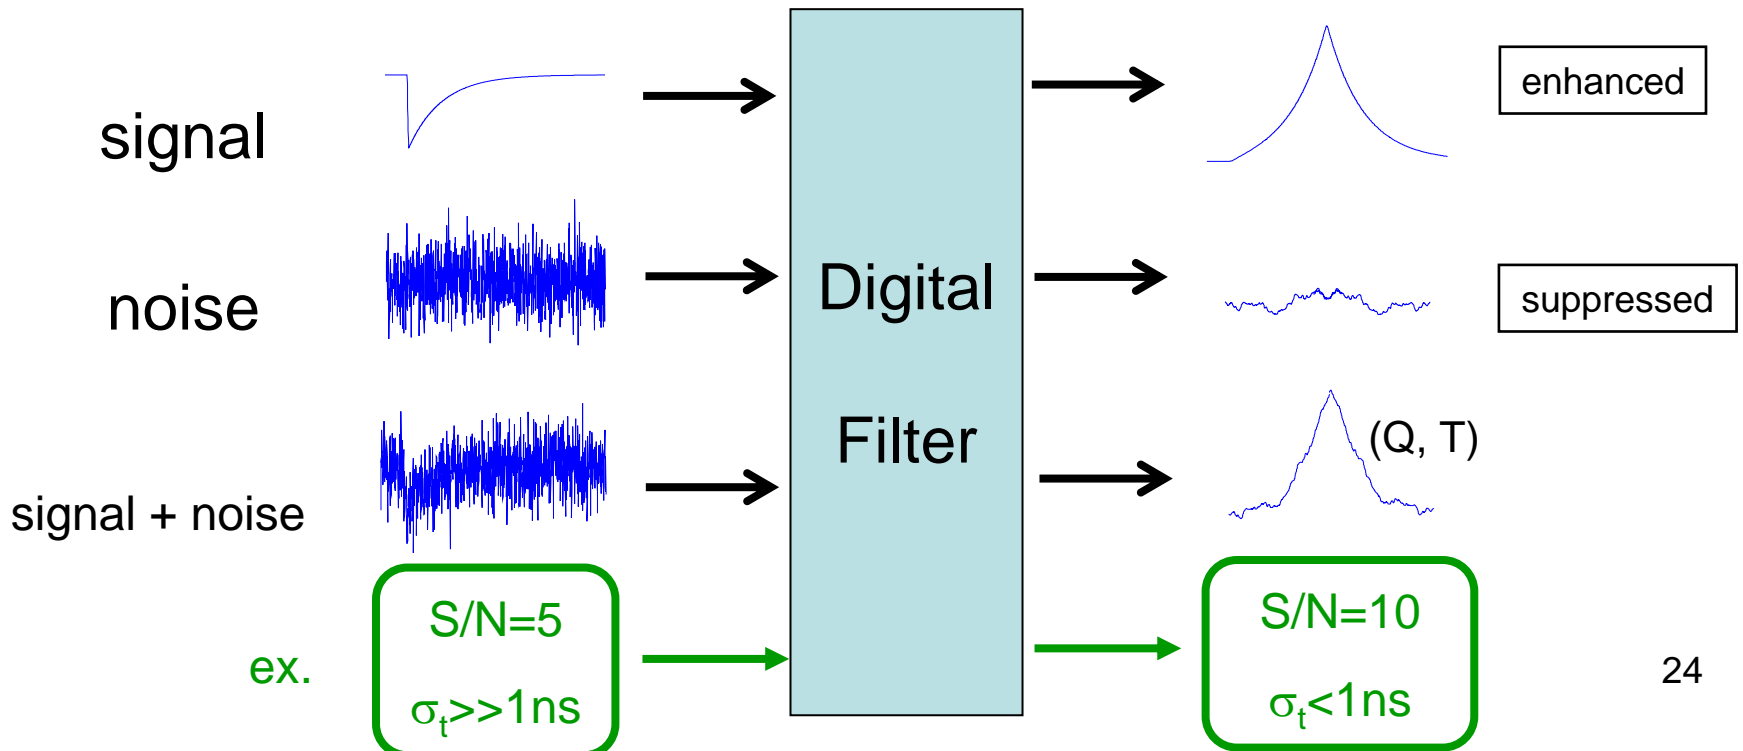 signal
enhanced
noise
Digital
suppressed
Filter
(Q, T)
signal + noise
ex.
S/N=5
σt>>1ns
S/N=10
σt<1ns
24